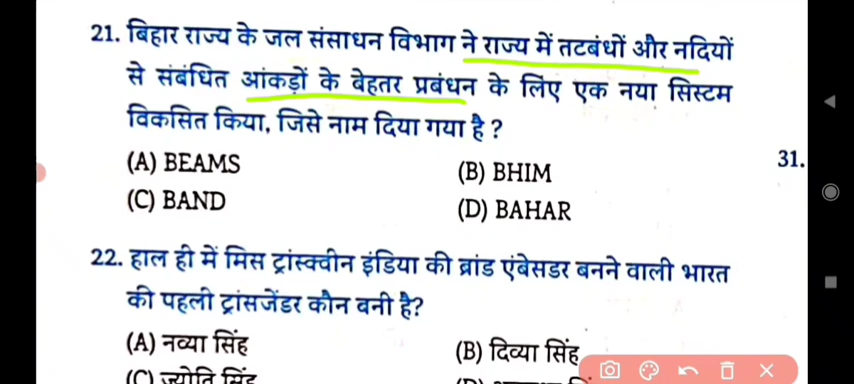 21. बिहार राज्य के जल संसाधन विभाग ने राज्य में तटबंधों और नदियों
से संबंधित आंकड़ों के बेहतर प्रबंधन के लिए एक नया सिस्टम
विकसित किया, जिसे नाम दिया गया है ?
(A) BEAMS
(B) BHIM
(C) BAND
(D) BAHAR
31.
22. हाल ही में मिस ट्रांसक्वीन इंडिया की ब्रांड एंबेसडर बनने वाली भारत
की पहली ट्रांसजेंडर कौन बनी है?
(A) नव्या सिंह
(B) दिव्या सिंह
(C) ज्योति सिंह